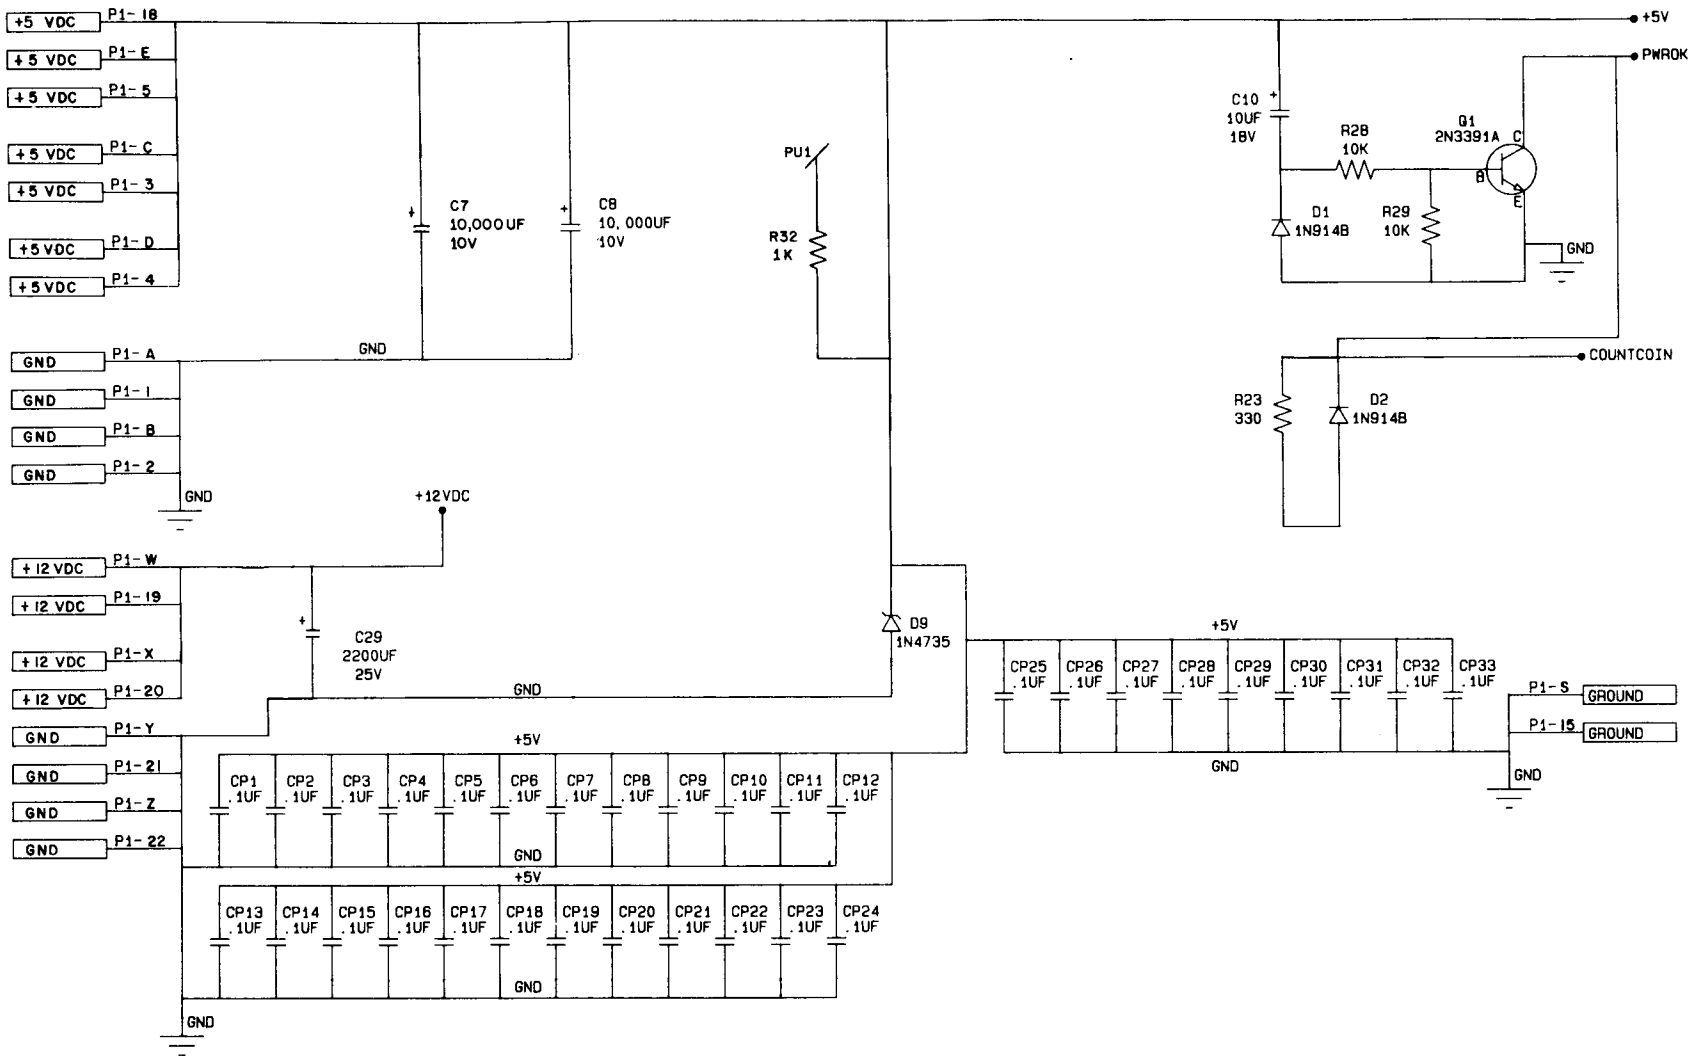 +5 VDC P1-18
+5 VDC P1-E
+5 VDC P1-5
+5 VDC P1-C
+5 VDC P1-3
+5 VDC P1-D
+5 VDC P1-4
GND P1-A
GND P1-1
GND P1-B
GND P1-2
GND
+12 VDC P1-W
+12 VDC P1-19
+12 VDC P1-X
+12 VDC P1-20
GND P1-Y
GND P1-21
GND P1-Z
GND P1-22
GND
+ C7
10,000UF
10V
+ C8
10,000UF
10V
GND
+12VDC
+ C29
2200UF
25V
GND
PU1
R32
1K
D9
1N4735
+5V
PWROK
C10 +
10UF
18V
R28
10K
Q1
2N3391A
C
B
E
D1
1N914B
R29
10K
GND
COUNTCOIN
R23
330
D2
1N914B
+5V
CP25 CP26 CP27 CP28 CP29 CP30 CP31 CP32 CP33
.1UF .1UF .1UF .1UF .1UF .1UF .1UF .1UF .1UF
GND
P1-S GROUND
P1-15 GROUND
GND
+5V
CP1 CP2 CP3 CP4 CP5 CP6 CP7 CP8 CP9 CP10 CP11 CP12
.1UF .1UF .1UF .1UF .1UF .1UF .1UF .1UF .1UF .1UF .1UF .1UF
GND
+5V
CP13 CP14 CP15 CP16 CP17 CP18 CP19 CP20 CP21 CP22 CP23 CP24
.1UF .1UF .1UF .1UF .1UF .1UF .1UF .1UF .1UF .1UF .1UF .1UF
GND